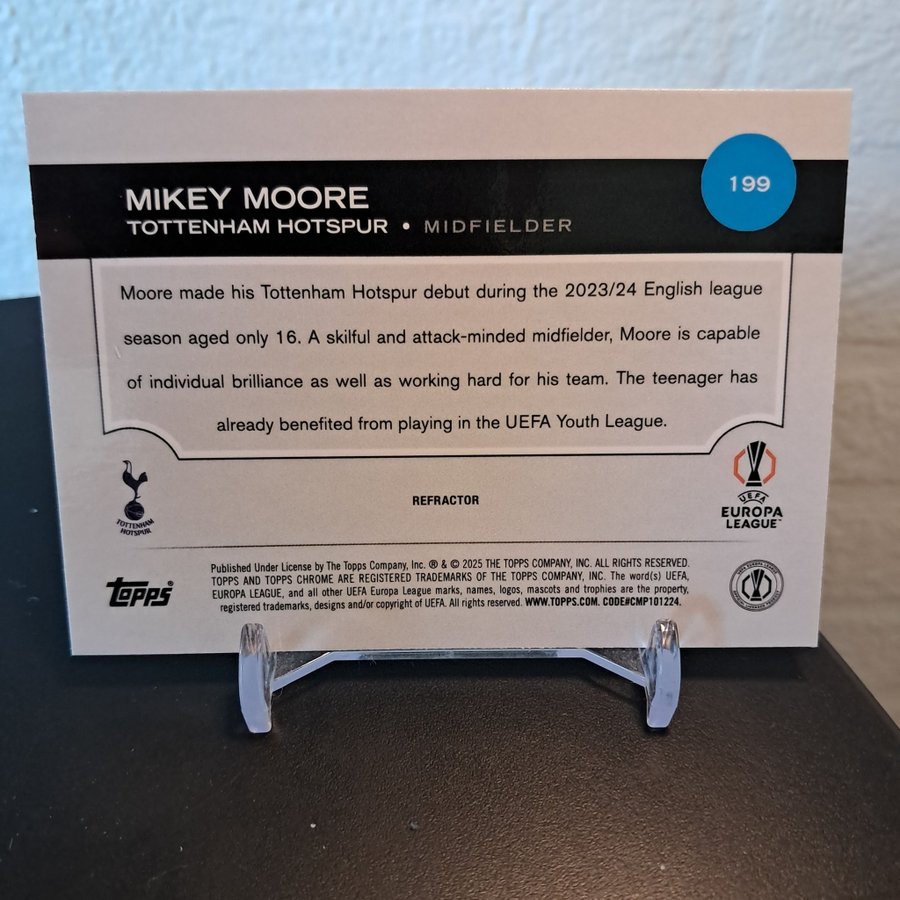 MIKEY MOORE
199
TOTTENHAM HOTSPUR • MIDFIELDER
Moore made his Tottenham Hotspur debut during the 2023/24 English league
season aged only 16. A skilful and attack-minded midfielder, Moore is capable
of individual brilliance as well as working hard for his team. The teenager has
already benefited from playing in the UEFA Youth League.
TOTTENHAM
HOTSPUR
REFRACTOR
UEFA
EUROPA
LEAGUE™
topps®
Published Under License by The Topps Company, Inc. ® & © 2025 THE TOPPS COMPANY, INC. ALL RIGHTS RESERVED.
TOPPS AND TOPPS CHROME ARE REGISTERED TRADEMARKS OF THE TOPPS COMPANY, INC. The word(s) UEFA,
EUROPA LEAGUE, and all other UEFA Europa League marks, names, logos, mascots and trophies are the property,
registered trademarks, designs and/or copyright of UEFA. All rights reserved. WWW.TOPPS.COM. CODE#CMP101224.